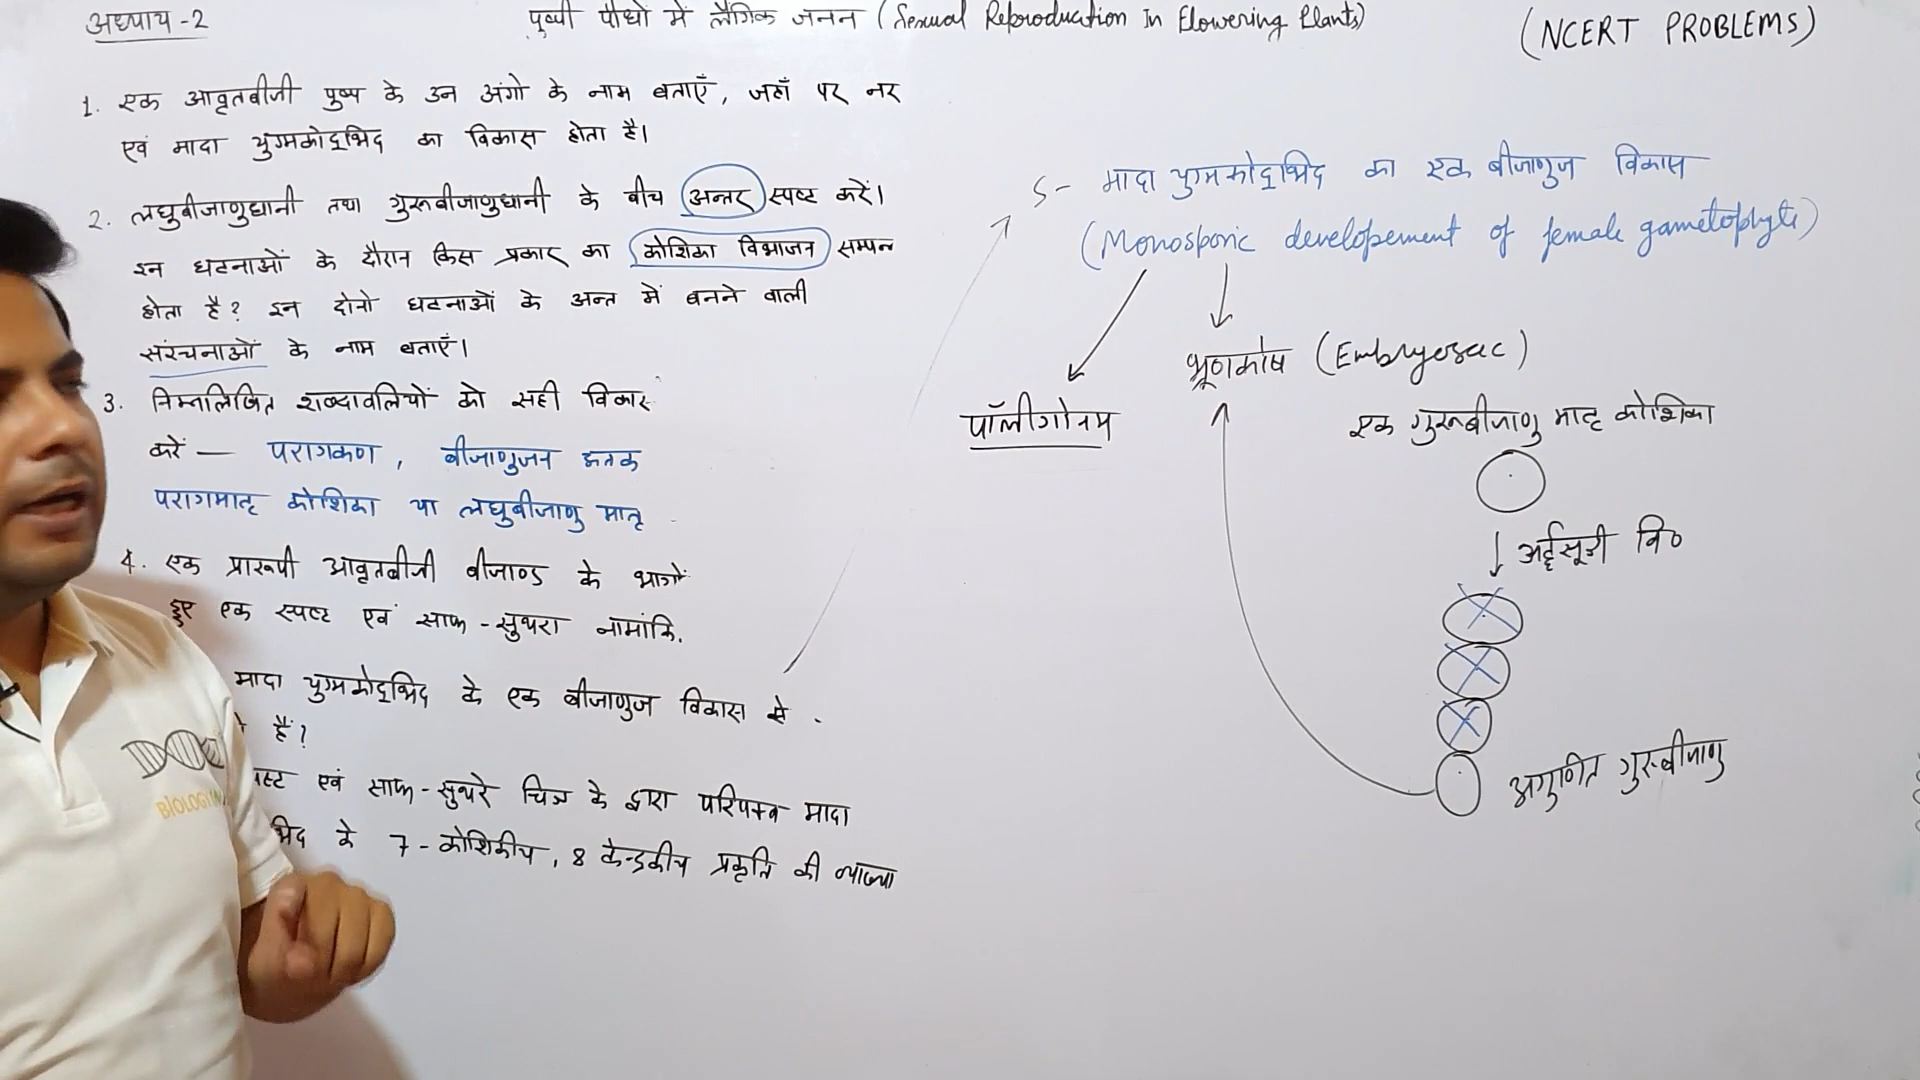 अध्याय -2
पुष्पी पौधों में लैंगिक जनन (Sexual Reproduction In Flowering Plants)
(NCERT PROBLEMS)
1. एक आवृतबीजी पुष्प के उन अंगो के नाम बताएँ, जहाँ पर नर
एवं मादा युग्मकोद्भिद का विकास होता है।
2. लघुबीजाणुधानी तथा गुरूबीजाणुधानी के बीच अन्तर स्पष्ट करें।
इन घटनाओं के दौरान किस प्रकार का कोशिका विभाजन सम्पन्न
होता है? इन दोनो घटनाओं के अन्त में बनने वाली
संरंचनाओं के नाम बताएँ।
3. निम्नलिखित शब्दावलियों को सही विकास
करें — परागकण, बीजाणुजन ऊतक
परागमातृ कोशिका या लघुबीजाणु मातृ
4. एक प्रारूपी आवृतबीजी बीजाण्ड के भागों
हुए एक स्पष्ट एवं साफ-सुथरा नामांकि.
मादा युग्मकोद्भिद के एक बीजाणुज विकास से
हैं?
एवं साफ-सुथरे चित्र के द्वारा परिपक्व मादा
के 7-कोशिकीय, 8 केन्द्रकीय प्रकृति की व्याख्या
5- मादा युग्मकोद्भिद का एक बीजाणुज विकास
(Monosporic developement of female gametophyte)
पॉलीगोनम
भ्रूणकोष (Embryosac)
एक गुरूबीजाणु मातृ कोशिका
अर्द्धसूत्री वि०
अगुणित गुरूबीजाणु
BIOLOGY